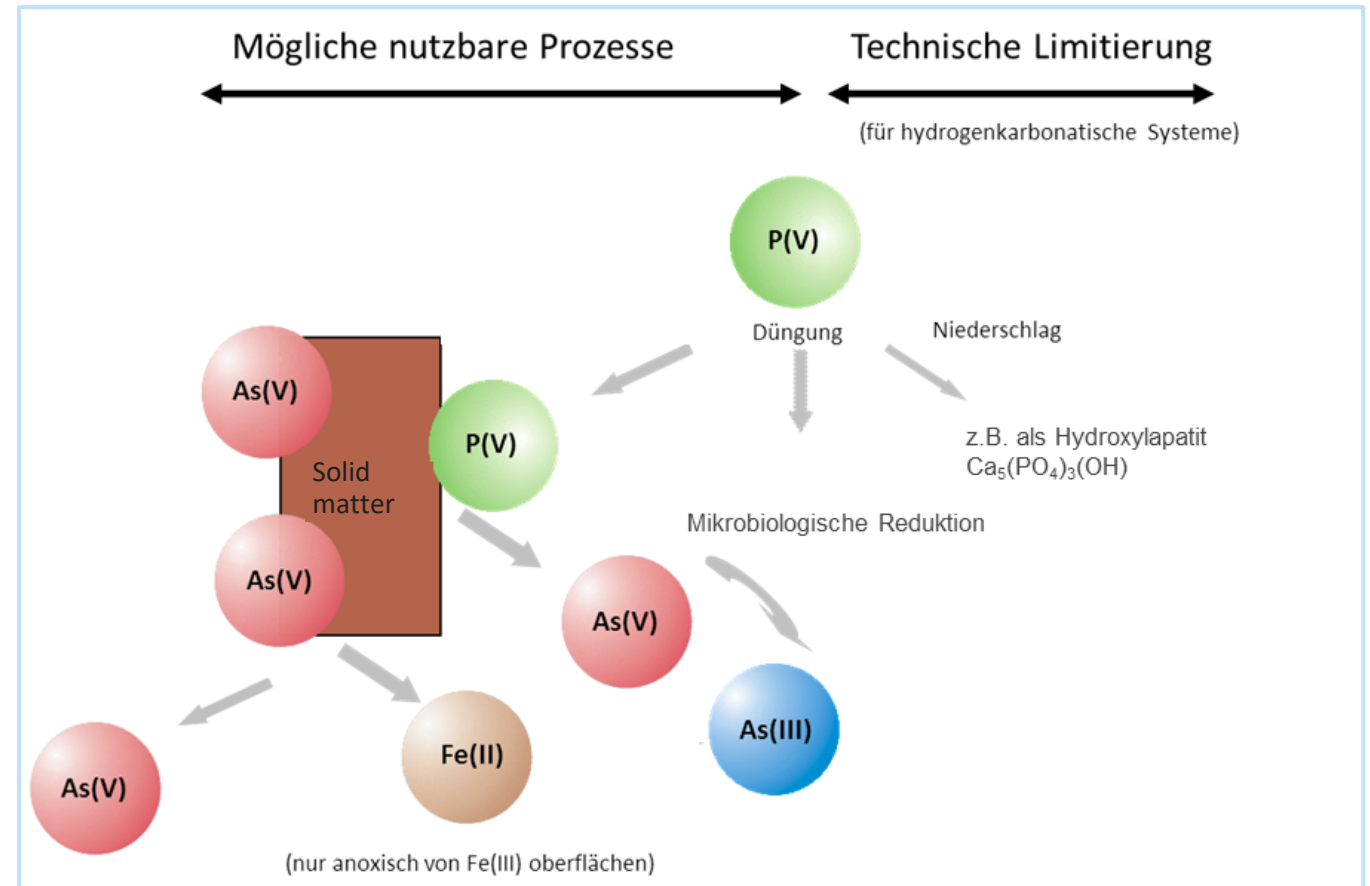 Mögliche nutzbare Prozesse
Technische Limitierung
(für hydrogenkarbonatische Systeme)
P(V)
Düngung
Niederschlag
As(V)
P(V)
z.B. als Hydroxylapatit
Ca₅(PO₄)₃(OH)
Solid
matter
Mikrobiologische Reduktion
As(V)
As(V)
As(III)
Fe(II)
As(V)
(nur anoxisch von Fe(III) oberflächen)